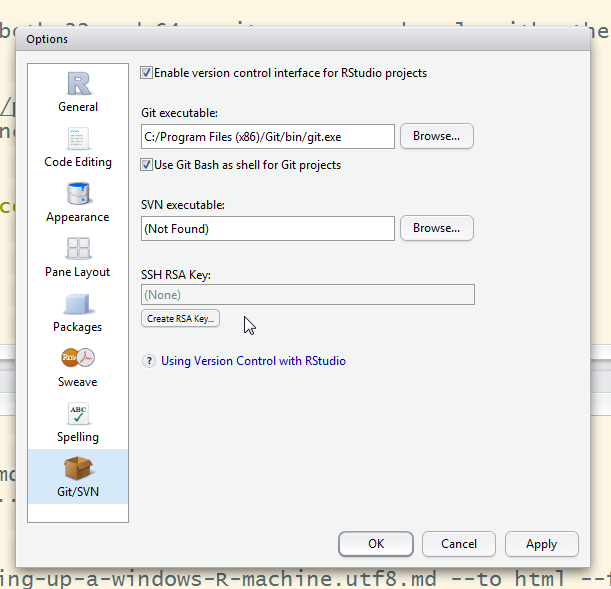 Options
General
Code Editing
Appearance
Pane Layout
Packages
Sweave
ABC
Spelling
Git/SVN
Enable version control interface for RStudio projects
Git executable:
C:/Program Files (x86)/Git/bin/git.exe
Browse...
Use Git Bash as shell for Git projects
SVN executable:
(Not Found)
Browse...
SSH RSA Key:
(None)
Create RSA Key...
? Using Version Control with RStudio
OK
Cancel
Apply
ing-up-a-windows-R-machine.utf8.md --to html